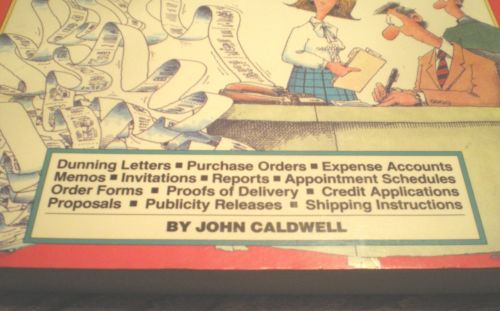 Dunning Letters ▪ Purchase Orders ▪ Expense Accounts
Memos ▪ Invitations ▪ Reports ▪ Appointment Schedules
Order Forms ▪ Proofs of Delivery ▪ Credit Applications
Proposals ▪ Publicity Releases ▪ Shipping Instructions
BY JOHN CALDWELL